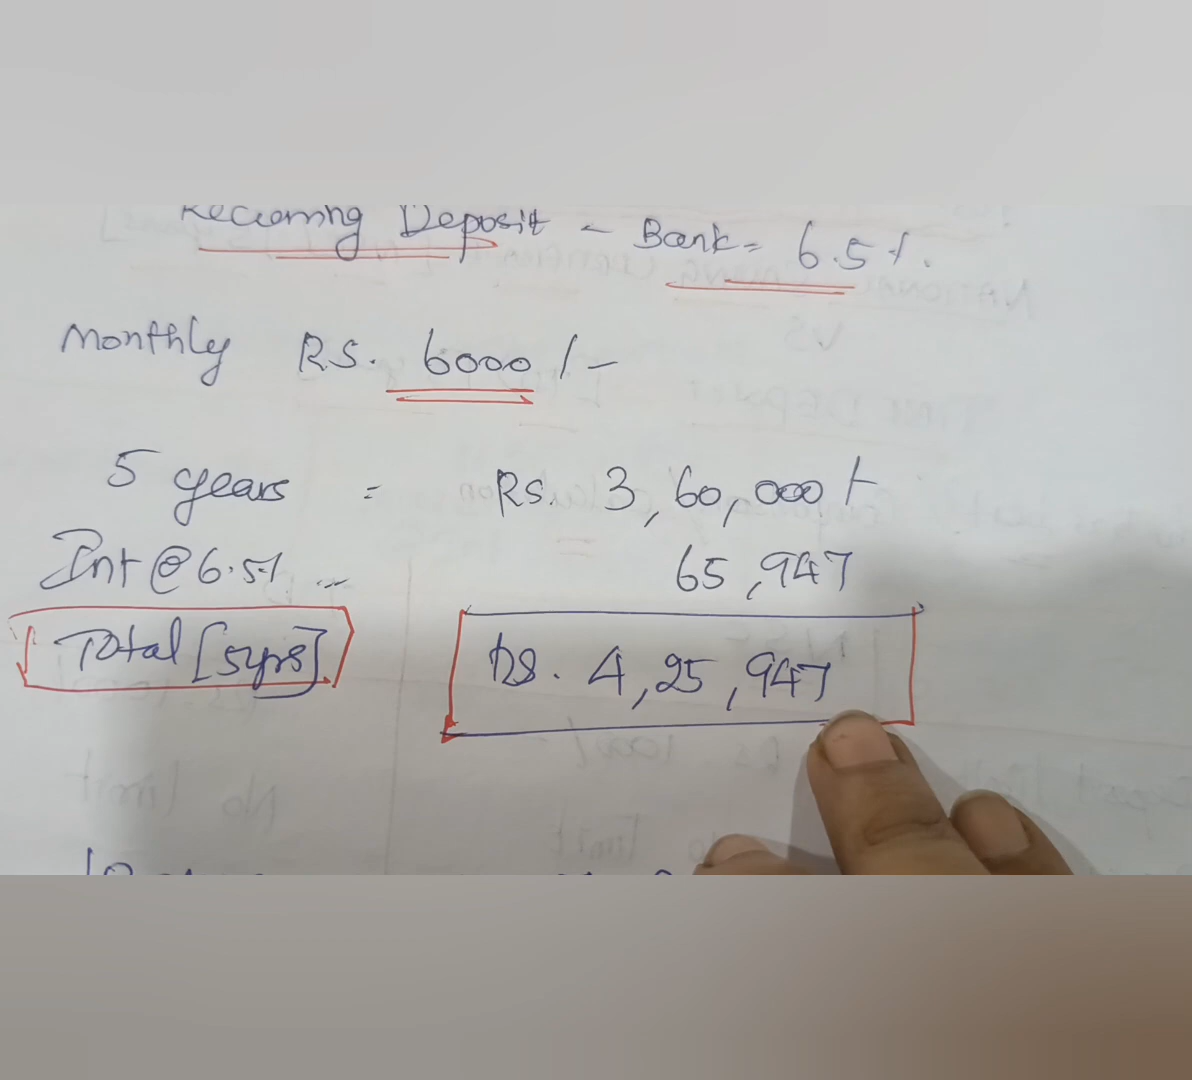 Recurring Deposit - Bank = 6.5%.
Monthly Rs. 6000/-
5 years = Rs. 3,60,000/-
Int @ 6.5% ...  65,947
Total [5yrs]  Rs. 4,25,947